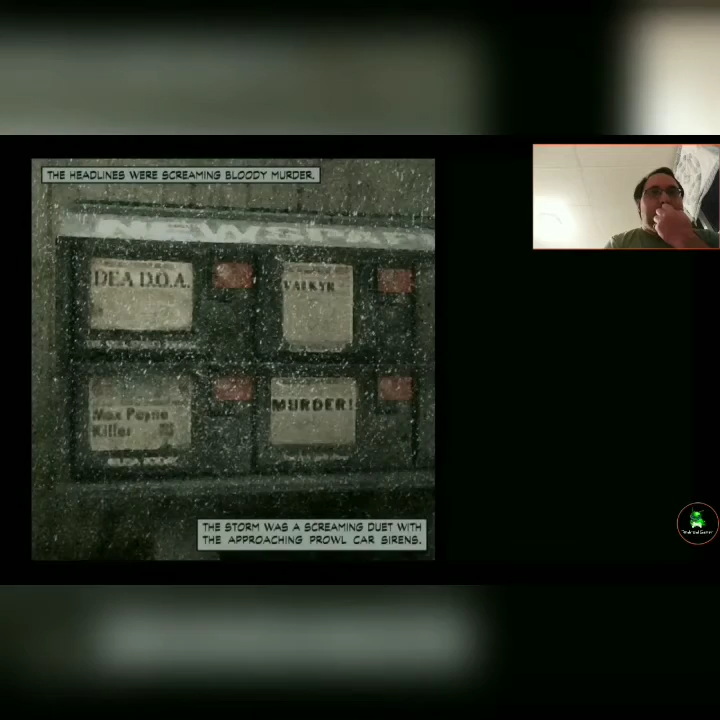 THE HEADLINES WERE SCREAMING BLOODY MURDER.
DEA D.O.A.
VALKYR
Max Payne
Killer
MURDER!
THE STORM WAS A SCREAMING DUET WITH
THE APPROACHING PROWL CAR SIRENS.